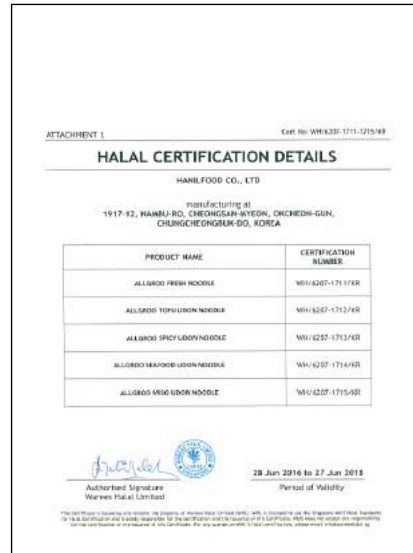 ATTACHMENT 1
Cert No: WH/6207-1711-1715/KR
HALAL CERTIFICATION DETAILS
HANILFOOD CO., LTD
manufacturing at
1917-12, NAMBU-RO, CHEONGSAN-MYEON, OKCHEON-GUN,
CHUNGCHEONGBUK-DO, KOREA
PRODUCT NAME
CERTIFICATION
NUMBER
ALLGROO FRESH NOODLE
WH/6207-1711/KR
ALLGROO TOFU UDON NOODLE
WH/6207-1712/KR
ALLGROO SPICY UDON NOODLE
WH/6207-1713/KR
ALLGROO SEAFOOD UDON NOODLE
WH/6207-1714/KR
ALLGROO MISO UDON NOODLE
WH/6207-1715/KR
Authorised Signature
Warees Halal Limited
28 Jun 2016 to 27 Jun 2018
Period of Validity